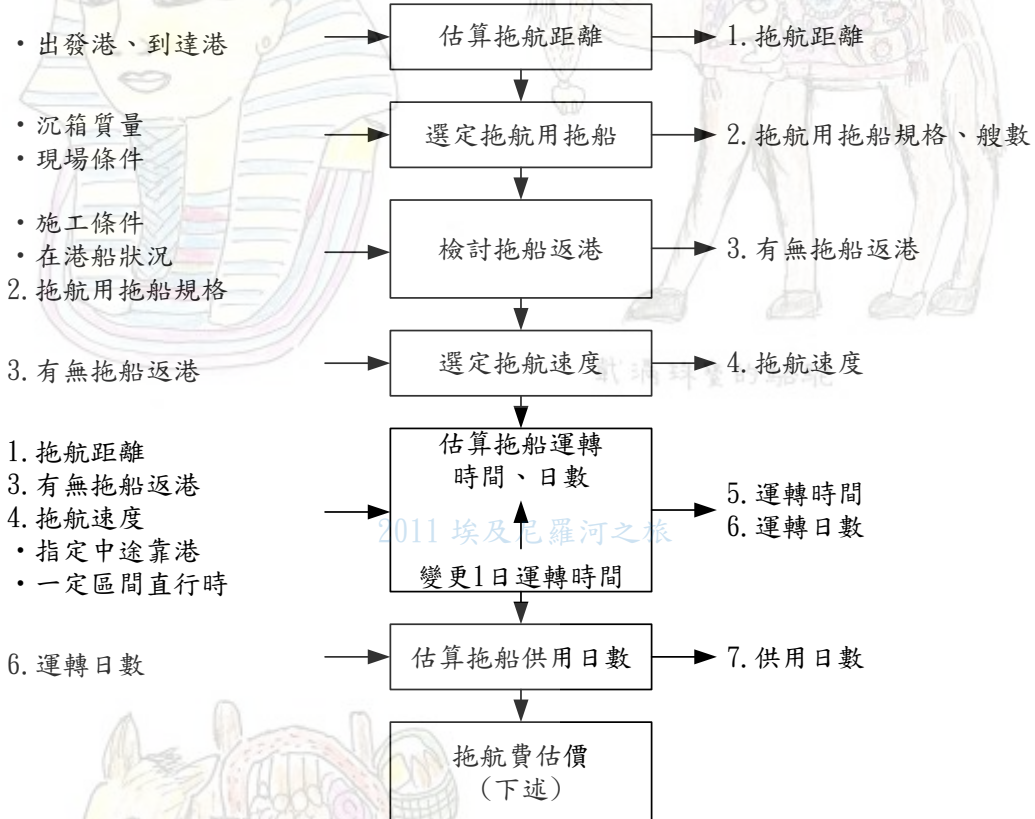 ・出發港、到達港
估算拖航距離
1.拖航距離
・沉箱質量
・現場條件
選定拖航用拖船
2.拖航用拖船規格、艘數
・施工條件
・在港船狀況
2.拖航用拖船規格
檢討拖船返港
3.有無拖船返港
3.有無拖船返港
選定拖航速度
4.拖航速度
1.拖航距離
3.有無拖船返港
4.拖航速度
・指定中途靠港
・一定區間直行時
估算拖船運轉
時間、日數
2011 埃及尼羅河之旅
變更1日運轉時間
5.運轉時間
6.運轉日數
6.運轉日數
估算拖船供用日數
7.供用日數
拖航費估價
(下述)